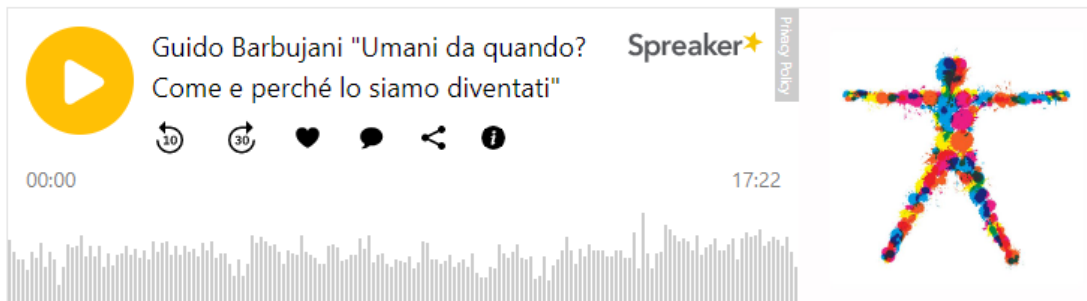 Guido Barbujani "Umani da quando?
Come e perché lo siamo diventati"
Spreaker
Privacy Policy
10
30
i
00:00
17:22